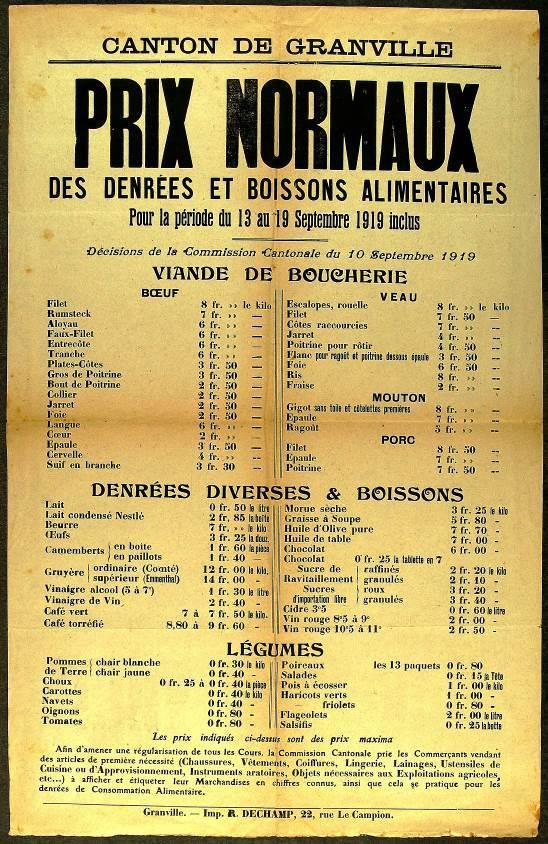 CANTON DE GRANVILLE
PRIX NORMAUX
DES DENRÉES ET BOISSONS ALIMENTAIRES
Pour la période du 13 au 19 Septembre 1919 inclus
Décisions de la Commission Cantonale du 10 Septembre 1919
VIANDE DE BOUCHERIE
BŒUF
Filet 8 fr. »» le kilo
Rumsteck 7 fr. »» —
Aloyau 6 fr. »» —
Faux-Filet 6 fr. »» —
Entrecôte 6 fr. »» —
Tranche 6 fr. »» —
Plates-Côtes 3 fr. 50 —
Gros de Poitrine 3 fr. 50 —
Bout de Poitrine 2 fr. 50 —
Collier 2 fr. 50 —
Jarret 2 fr. 50 —
Foie 2 fr. 50 —
Langue 6 fr. »» —
Cœur 2 fr. »» —
Epaule 3 fr. 50 —
Cervelle 4 fr. »» —
Suif en branche 3 fr. 30 —
VEAU
Escalopes, rouelle 8 fr. »» le kilo
Filet 7 fr. 50 —
Côtes raccourcies 7 fr. »» —
Jarret 4 fr. »» —
Poitrine pour rôtir 4 fr. 50 —
Flanc pour ragoût et poitrine dessous épaule 3 fr. 50 —
Foie 6 fr. 50 —
Ris 8 fr. »» —
Fraise 2 fr. »» —
MOUTON
Gigot sans toile et côtelettes premières 8 fr. »» —
Epaule 7 fr. »» —
Ragoût 5 fr. »» —
PORC
Filet 8 fr. 50 —
Epaule 7 fr. »» —
Poitrine 7 fr. 50 —
DENRÉES DIVERSES & BOISSONS
Lait 0 fr. 50 le litre
Lait condensé Nestlé 2 fr. 85 la boîte
Beurre 7 fr. »» le kilo
Œufs 3 fr. 25 la douz.
Camemberts en boite 1 fr. 60 la pièce
en paillots 1 fr. 40 —
Gruyère ordinaire (Comté) 12 fr. 00 le kilo.
supérieur (Emmenthal) 14 fr. 00 -
Vinaigre alcool (5 à 7°) 1 fr. 30 le litre
Vinaigre de Vin 2 fr. 40 -
Café vert 7 à 7 fr. 50 le kilo.
Café torréfié 8,80 à 9 fr. 60 -
Morue sèche 3 fr. 25 le kilo
Graisse à Soupe 5 fr. 80 -
Huile d'Olive pure 7 fr. 70 -
Huile de table 7 fr. 00 -
Chocolat 6 fr. 00 —
Chocolat 0 fr. 25 la tablette en 7
Sucre de Ravitaillement raffinés 2 fr. 20 le kilo
granulés 2 fr. 10 -
Sucres d'importation libre roux 3 fr. 20 -
granulés 3 fr. 40 -
Cidre 3°5 0 fr. 60 le litre
Vin rouge 8°5 à 9° 2 fr. 00 -
Vin rouge 10°5 à 11° 2 fr. 50 -
LÉGUMES
Pommes de Terre chair blanche 0 fr. 30 le kilo
chair jaune 0 fr. 40 -
Choux 0 fr. 25 à 0 fr. 40 la pièce
Carottes 0 fr. 40 le kilo
Navets 0 fr. 40 -
Oignons 0 fr. 80 -
Tomates 0 fr. 80 -
Poireaux les 13 paquets 0 fr. 80
Salades 0 fr. 15 la Tête
Pois à écosser 1 fr. 00 le kilo
Haricots verts 1 fr. 00 -
- friolets 0 fr. 80 -
Flageolets 2 fr. 00 le litre
Salsifis 0 fr. 25 la botte
Les prix indiqués ci-dessus sont des prix maxima
Afin d'amener une régularisation de tous les Cours, la Commission Cantonale prie les Commerçants vendant
des articles de première nécessité (Chaussures, Vêtements, Coiffures, Lingerie, Lainages, Ustensiles de
Cuisine ou d'Approvisionnement, Instruments aratoires, Objets nécessaires aux Exploitations agricoles,
etc...) à afficher et étiqueter leur Marchandises en chiffres connus, ainsi que cela se pratique pour les
denrées de Consommation Alimentaire.
Granville. — Imp. R. DECHAMP, 22, rue Le Campion.